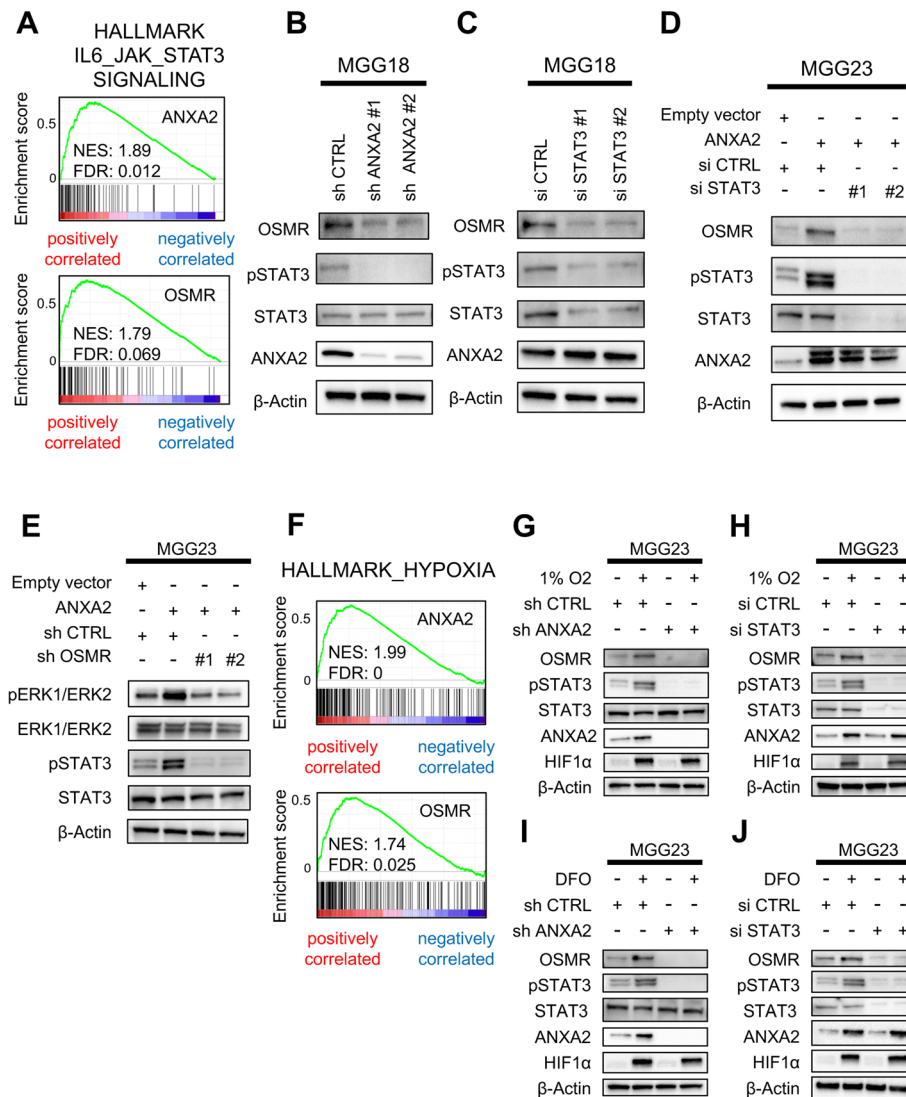 A
HALLMARK
IL6_JAK_STAT3
SIGNALING
Enrichment score
0.5
0
ANXA2
NES: 1.89
FDR: 0.012
positively
correlated
negatively
correlated
Enrichment score
0.5
0
OSMR
NES: 1.79
FDR: 0.069
positively
correlated
negatively
correlated
B
MGG18
sh CTRL
sh ANXA2 #1
sh ANXA2 #2
OSMR
pSTAT3
STAT3
ANXA2
β-Actin
C
MGG18
si CTRL
si STAT3 #1
si STAT3 #2
OSMR
pSTAT3
STAT3
ANXA2
β-Actin
D
MGG23
Empty vector + - - -
ANXA2 - + + +
si CTRL + + - -
si STAT3 - - #1 #2
OSMR
pSTAT3
STAT3
ANXA2
β-Actin
E
MGG23
Empty vector + - - -
ANXA2 - + + +
sh CTRL + + - -
sh OSMR - - #1 #2
pERK1/ERK2
ERK1/ERK2
pSTAT3
STAT3
β-Actin
F
HALLMARK_HYPOXIA
Enrichment score
0.5
0
ANXA2
NES: 1.99
FDR: 0
positively
correlated
negatively
correlated
Enrichment score
0.5
0
OSMR
NES: 1.74
FDR: 0.025
positively
correlated
negatively
correlated
G
MGG23
1% O2 - + - +
sh CTRL + + - -
sh ANXA2 - - + +
OSMR
pSTAT3
STAT3
ANXA2
HIF1α
β-Actin
H
MGG23
1% O2 - + - +
si CTRL + + - -
si STAT3 - - + +
OSMR
pSTAT3
STAT3
ANXA2
HIF1α
β-Actin
I
MGG23
DFO - + - +
sh CTRL + + - -
sh ANXA2 - - + +
OSMR
pSTAT3
STAT3
ANXA2
HIF1α
β-Actin
J
MGG23
DFO - + - +
si CTRL + + - -
si STAT3 - - + +
OSMR
pSTAT3
STAT3
ANXA2
HIF1α
β-Actin